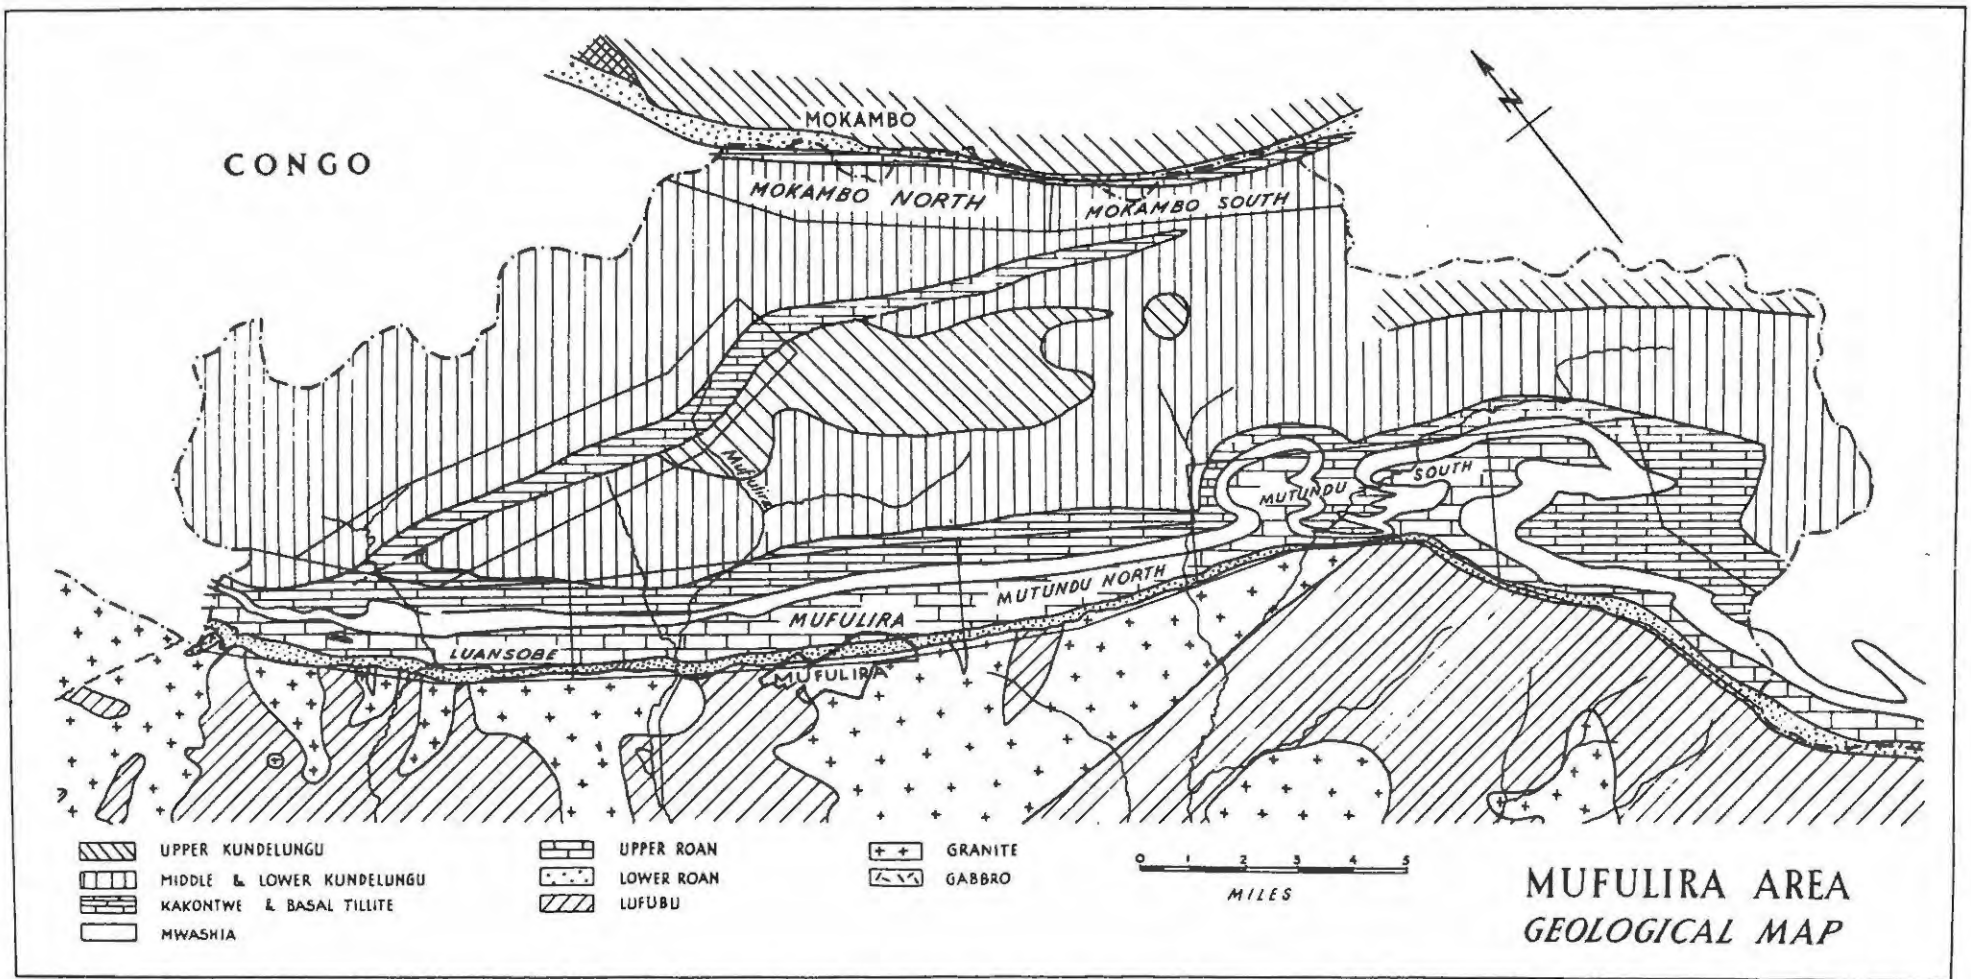 MOKAMBO
CONGO
N
MOKAMBO NORTH
MOKAMBO SOUTH
Mufulira
MUTUNDU SOUTH
MUTUNDU NORTH
MUFULIRA
LUANSOBE
MUFULIRA
UPPER KUNDELUNGU
MIDDLE & LOWER KUNDELUNGU
KAKONTWE & BASAL TILLITE
MWASHIA
UPPER ROAN
LOWER ROAN
LUFUBU
GRANITE
GABBRO
0 1 2 3 4 5
MILES
MUFULIRA AREA
GEOLOGICAL MAP